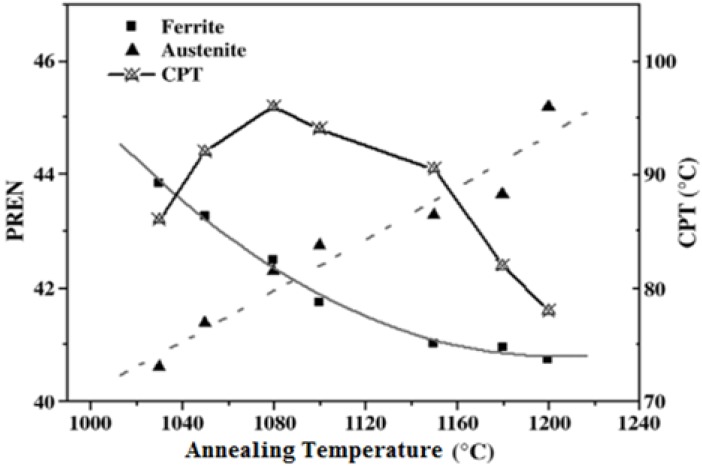 Ferrite
Austenite
CPT
46
44
42
40
PREN
100
90
80
70
CPT (°C)
1000 1040 1080 1120 1160 1200 1240
Annealing Temperature (°C)